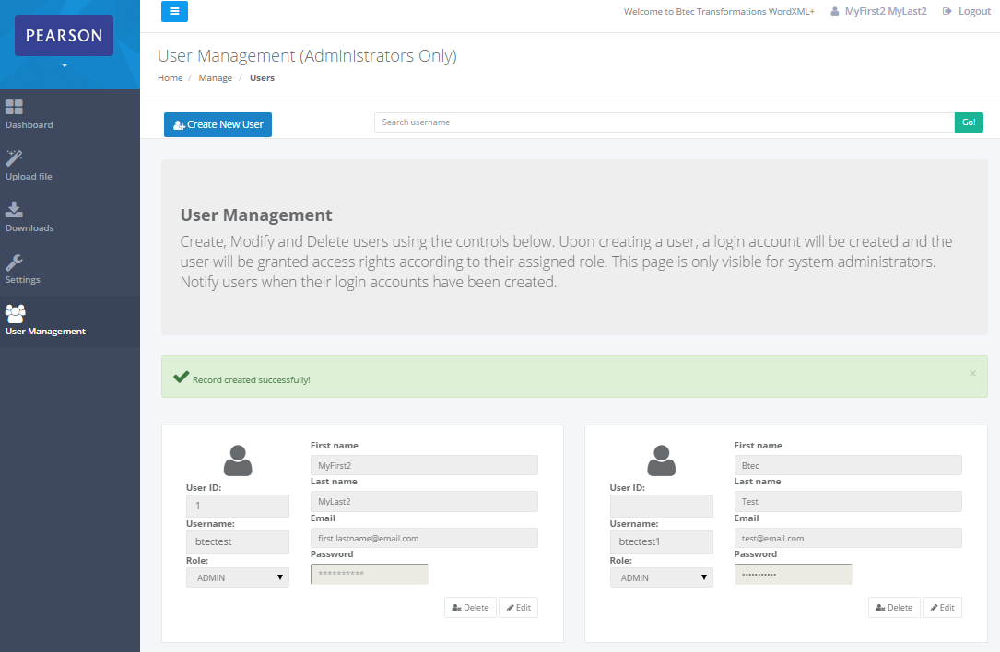 PEARSON
Dashboard
Upload file
Downloads
Settings
User Management
Welcome to Btec Transformations WordXML+
MyFirst2 MyLast2
Logout
User Management (Administrators Only)
Home / Manage / Users
Create New User
Search username
Go!
User Management
Create, Modify and Delete users using the controls below. Upon creating a user, a login account will be created and the
user will be granted access rights according to their assigned role. This page is only visible for system administrators.
Notify users when their login accounts have been created.
Record created successfully!
×
User ID:
1
Username:
btectest
Role:
ADMIN
First name
MyFirst2
Last name
MyLast2
Email
first.lastname@email.com
Password
**********
Delete
Edit
User ID:
Username:
btectest1
Role:
ADMIN
First name
Btec
Last name
Test
Email
test@email.com
Password
•••••••••••
Delete
Edit